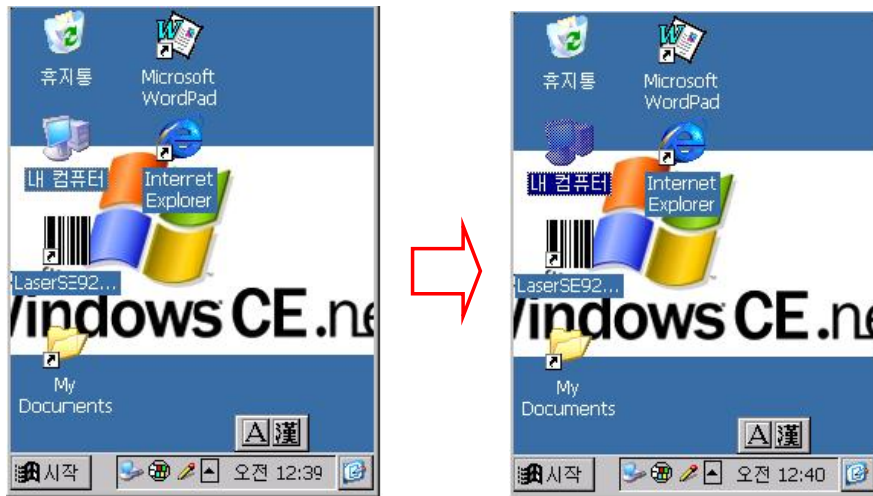 휴지통
Microsoft
WordPad
내 컴퓨터
Internet
Explorer
LaserSE92...
Windows CE.ne
My
Documents
A 漢
시작
오전 12:39
휴지통
Microsoft
WordPad
내 컴퓨터
Internet
Explorer
LaserSE92...
Windows CE.ne
My
Documents
A 漢
시작
오전 12:40